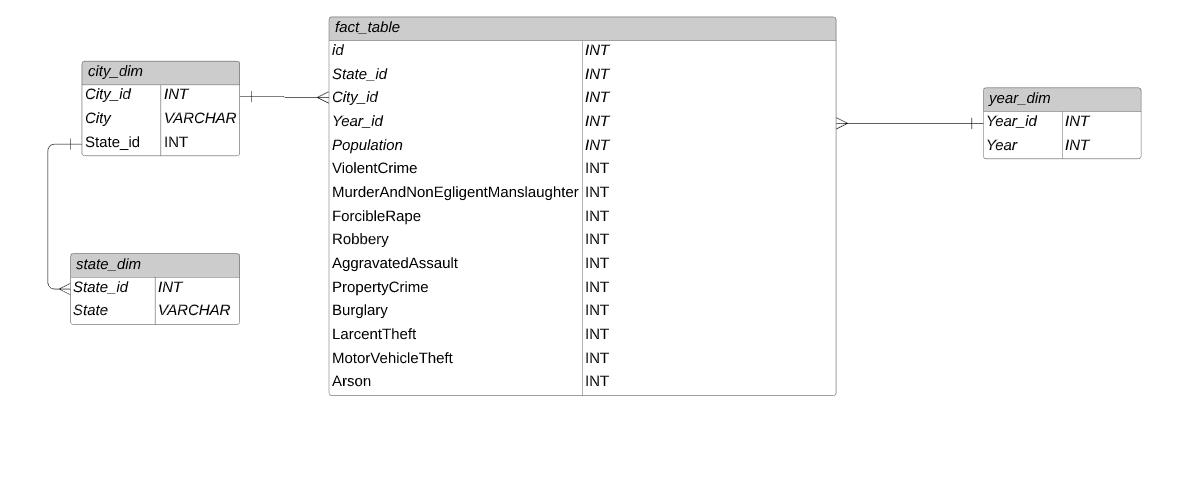 city_dim
City_id INT
City VARCHAR
State_id INT
state_dim
State_id INT
State VARCHAR
fact_table
id INT
State_id INT
City_id INT
Year_id INT
Population INT
ViolentCrime INT
MurderAndNonEgligentManslaughter INT
ForcibleRape INT
Robbery INT
AggravatedAssault INT
PropertyCrime INT
Burglary INT
LarcentTheft INT
MotorVehicleTheft INT
Arson INT
year_dim
Year_id INT
Year INT